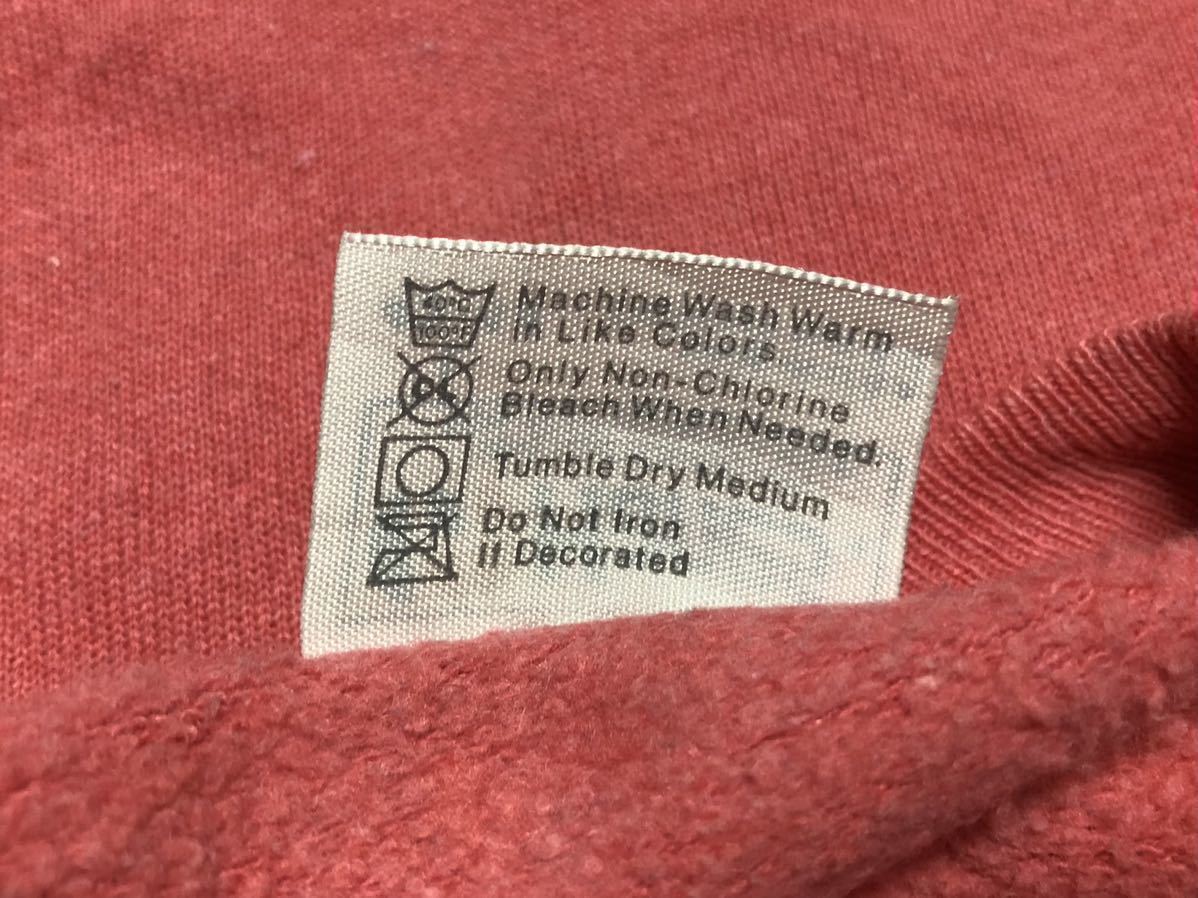 40°C
100°F
Machine Wash Warm
in Like Colors.
Only Non-Chlorine
Bleach When Needed.
Tumble Dry Medium
Do Not Iron
If Decorated